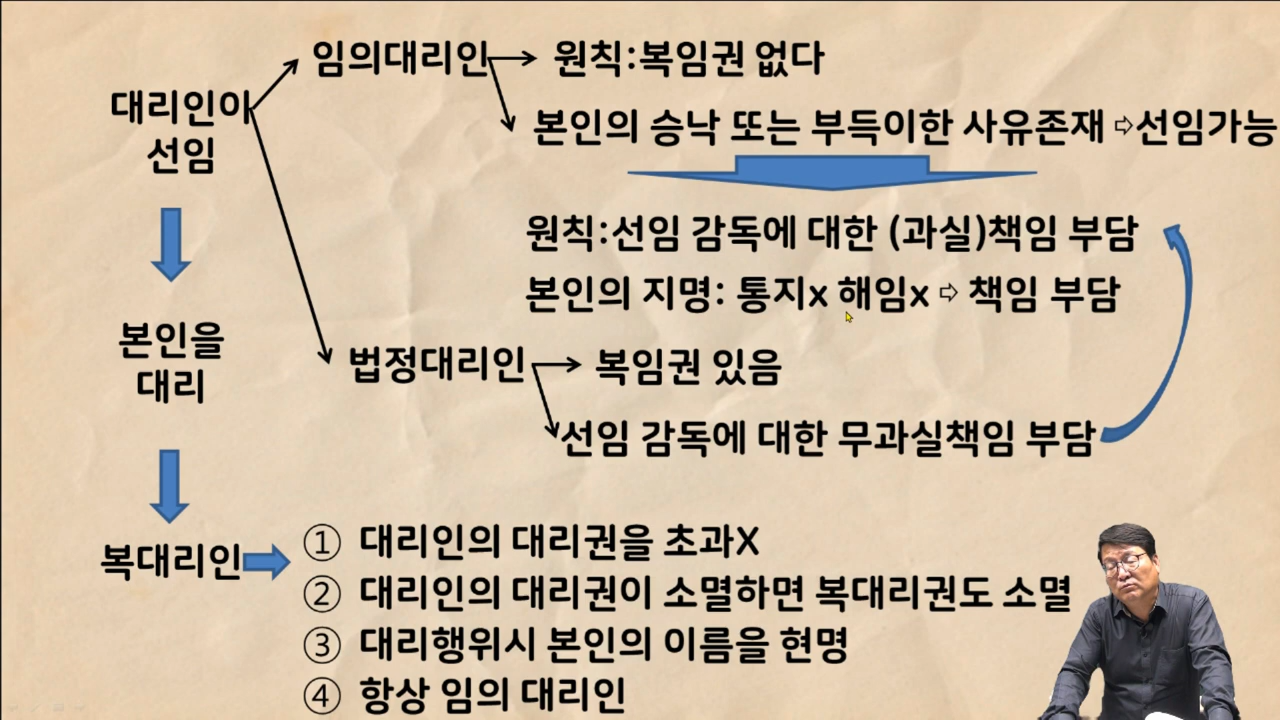 임의대리인 → 원칙:복임권 없다
대리인이
선임
본인의 승낙 또는 부득이한 사유존재 ⇨선임가능
원칙:선임 감독에 대한 (과실)책임 부담
본인의 지명: 통지x 해임x ⇨ 책임 부담
본인을
대리
법정대리인 → 복임권 있음
선임 감독에 대한 무과실책임 부담
복대리인
① 대리인의 대리권을 초과X
② 대리인의 대리권이 소멸하면 복대리권도 소멸
③ 대리행위시 본인의 이름을 현명
④ 항상 임의 대리인